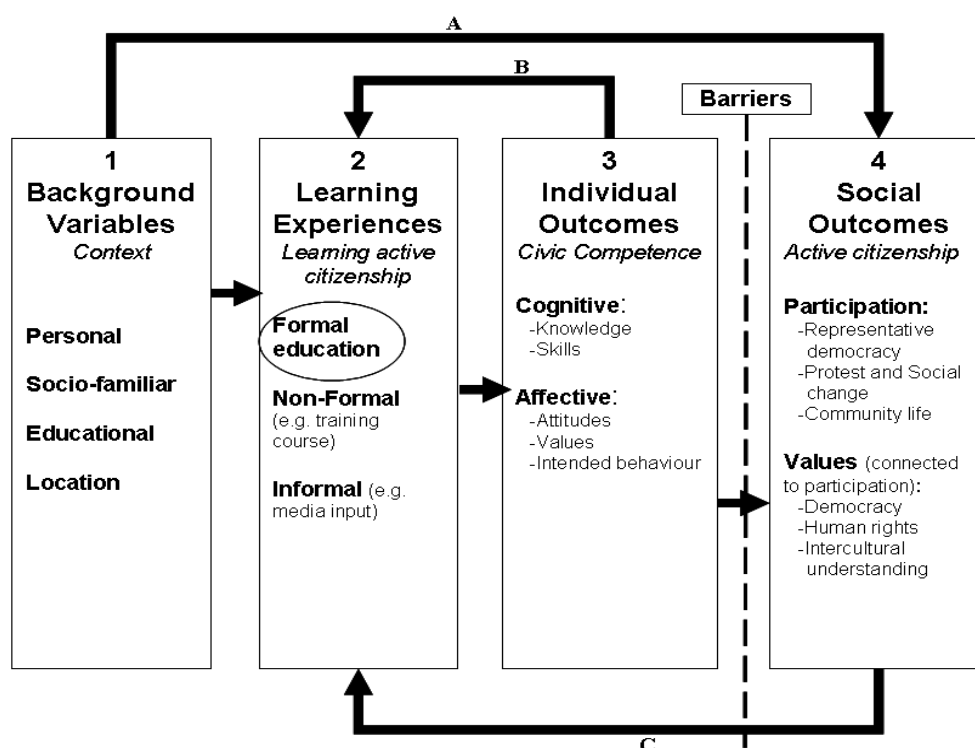 A
B
Barriers
1
Background
Variables
Context
Personal
Socio-familiar
Educational
Location
2
Learning
Experiences
Learning active
citizenship
Formal
education
Non-Formal
(e.g. training
course)
Informal (e.g.
media input)
3
Individual
Outcomes
Civic Competence
Cognitive:
-Knowledge
-Skills
Affective:
-Attitudes
-Values
-Intended behaviour
4
Social
Outcomes
Active citizenship
Participation:
-Representative
democracy
-Protest and Social
change
-Community life
Values (connected
to participation):
-Democracy
-Human rights
-Intercultural
understanding
C